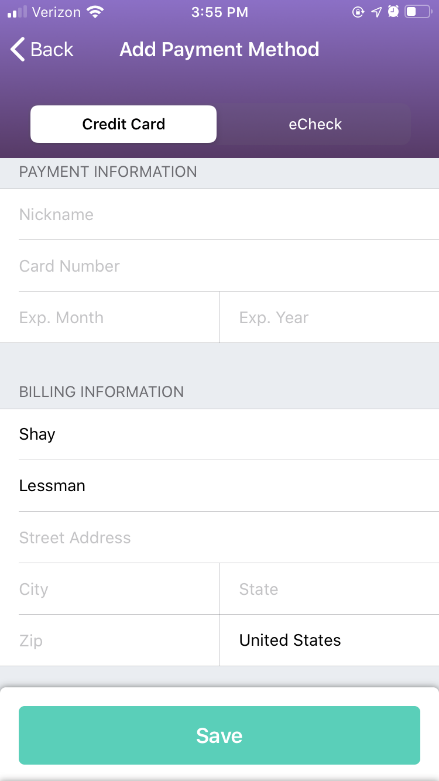 Verizon 3:55 PM
Back Add Payment Method
Credit Card eCheck
PAYMENT INFORMATION
Nickname
Card Number
Exp. Month Exp. Year
BILLING INFORMATION
Shay
Lessman
Street Address
City State
Zip United States
Save